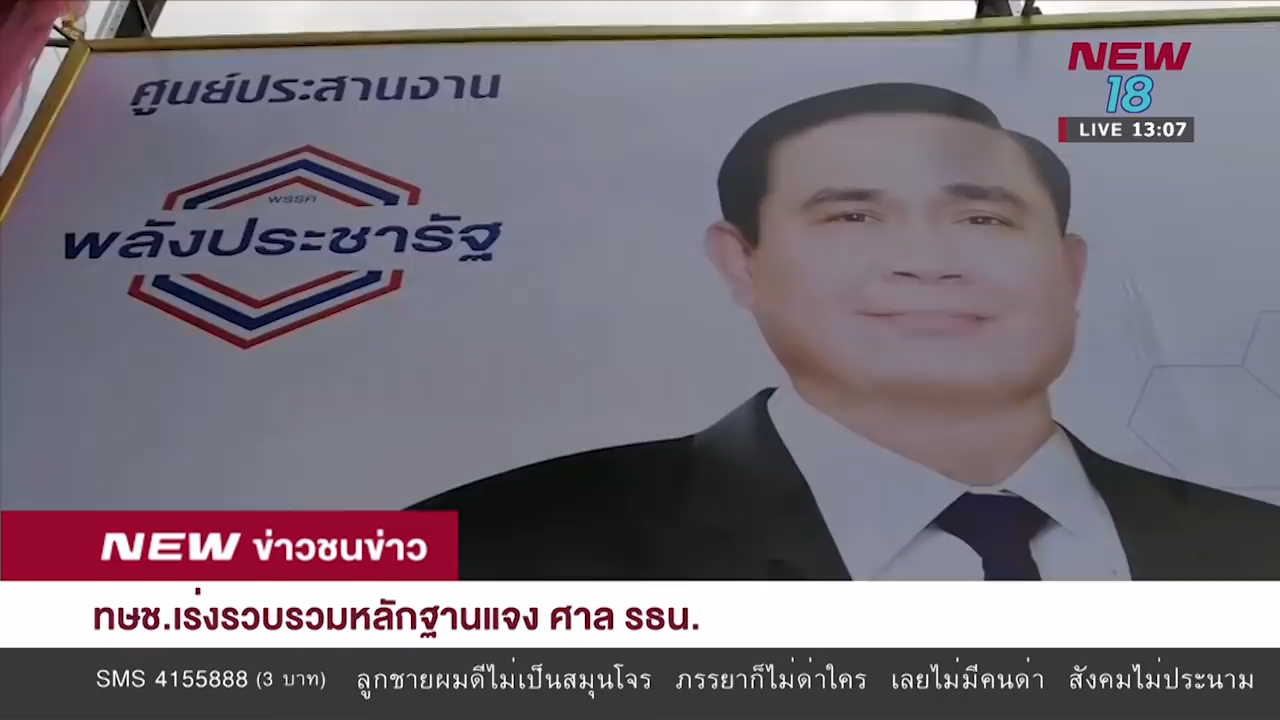 ศูนย์ประสานงาน
พรรค
พลังประชารัฐ
NEW
18
LIVE 13:07
NEW ข่าวชนข่าว
ทษช.เร่งรวบรวมหลักฐานแจง ศาล รธน.
SMS 4155888 (3 บาท) ลูกชายผมดีไม่เป็นสมุนโจร ภรรยาก็ไม่ด่าใคร เลยไม่มีคนด่า สังคมไม่ประนาม